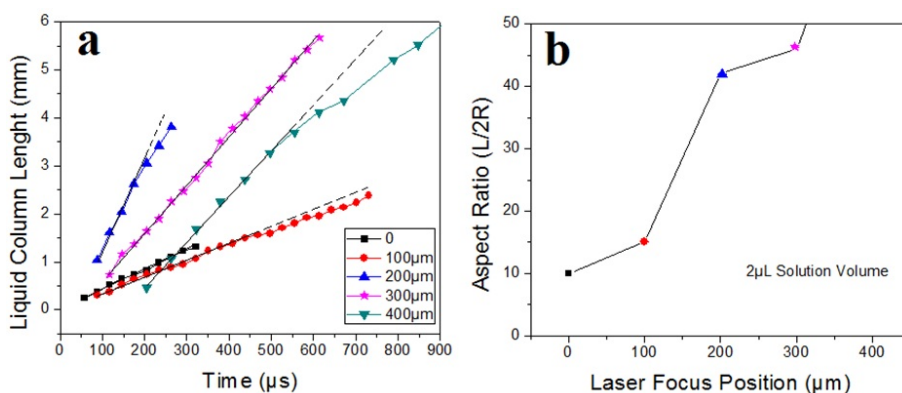 a
Liquid Column Lenght (mm)
6
5
4
3
2
1
0
0 100 200 300 400 500 600 700 800 900
Time (µs)
0
100µm
200µm
300µm
400µm
b
Aspect Ratio (L/2R)
50
40
30
20
10
0
2µL Solution Volume
0 100 200 300 400
Laser Focus Position (µm)